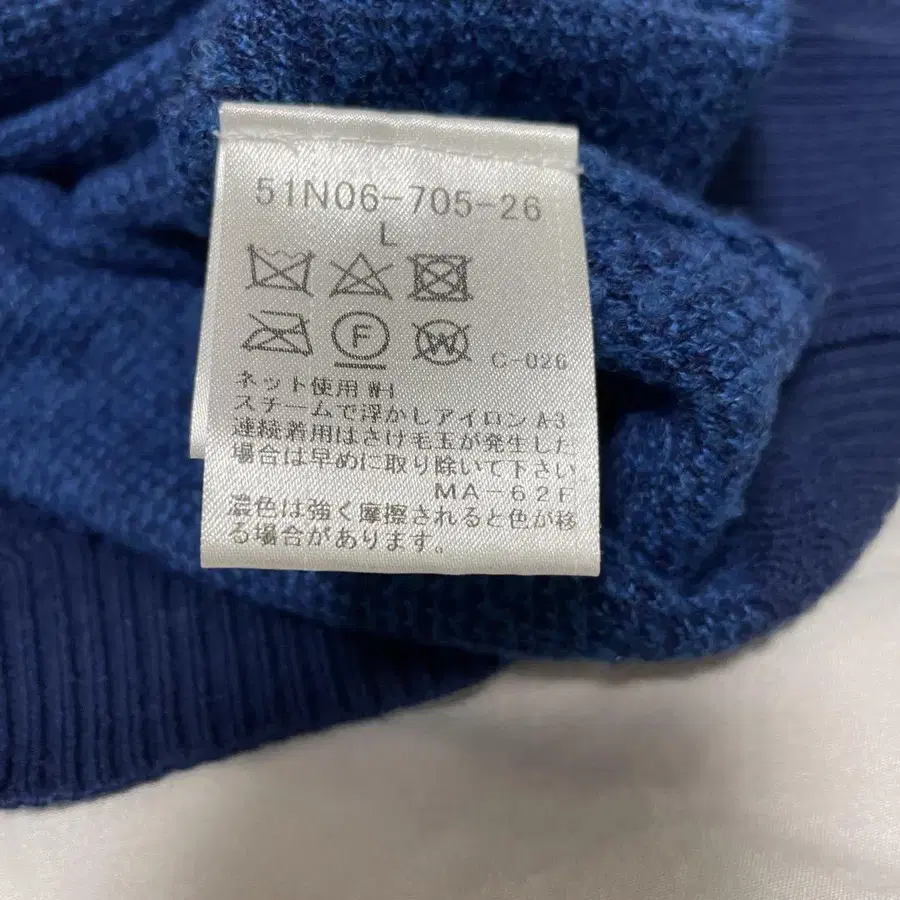 51N06-705-26
L
F W C-026
ネット使用 WH
スチームで浮かしアイロン A-3
連続着用はさけ毛玉が発生した
場合は早めに取り除いて下さい
MA-62F
濃色は強く摩擦されると色が移
る場合があります。